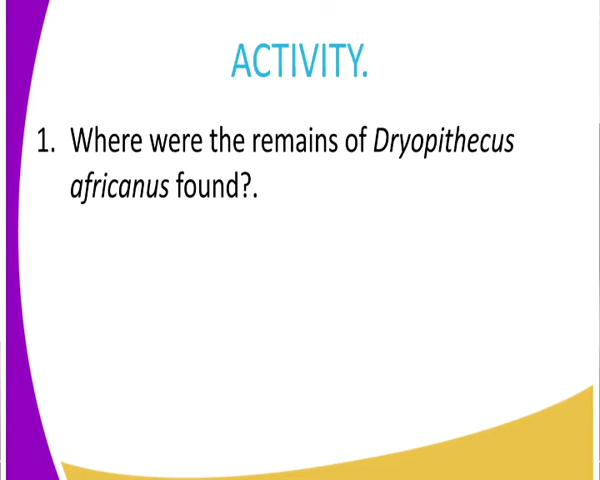 ACTIVITY.
1. Where were the remains of Dryopithecus
africanus found?.